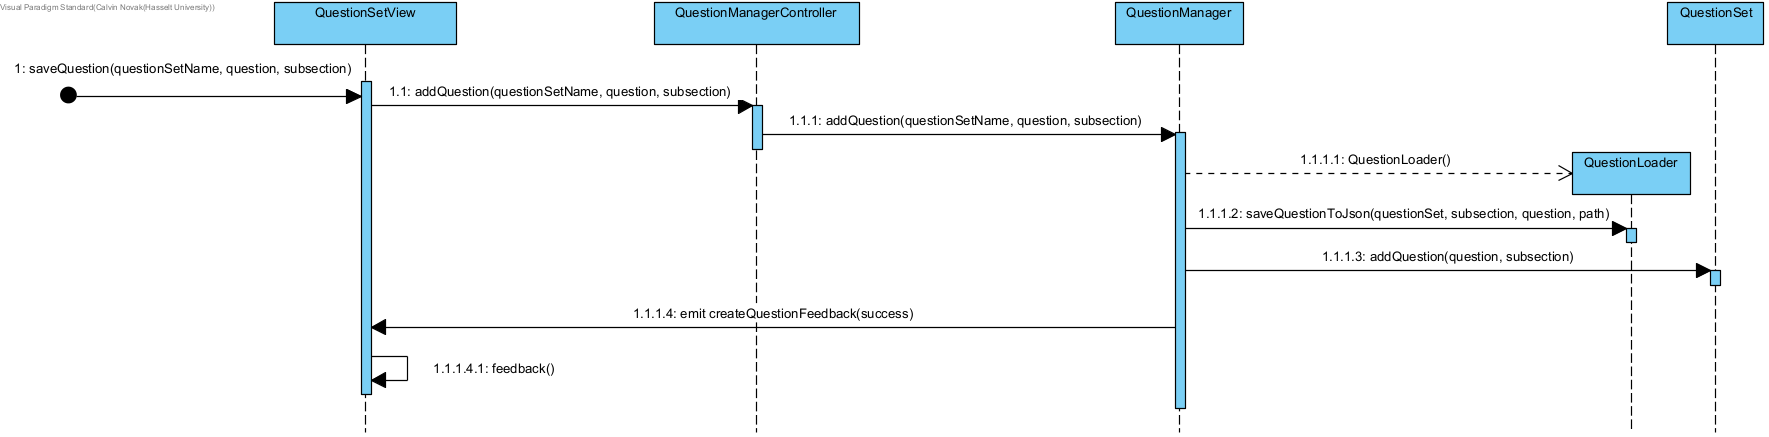 Visual Paradigm Standard(Calvin Novak(Hasselt University))
QuestionSetView
QuestionManagerController
QuestionManager
QuestionSet
1: saveQuestion(questionSetName, question, subsection)
1.1: addQuestion(questionSetName, question, subsection)
1.1.1: addQuestion(questionSetName, question, subsection)
1.1.1.1: QuestionLoader()
QuestionLoader
1.1.1.2: saveQuestionToJson(questionSet, subsection, question, path)
1.1.1.3: addQuestion(question, subsection)
1.1.1.4: emit createQuestionFeedback(success)
1.1.1.4.1: feedback()